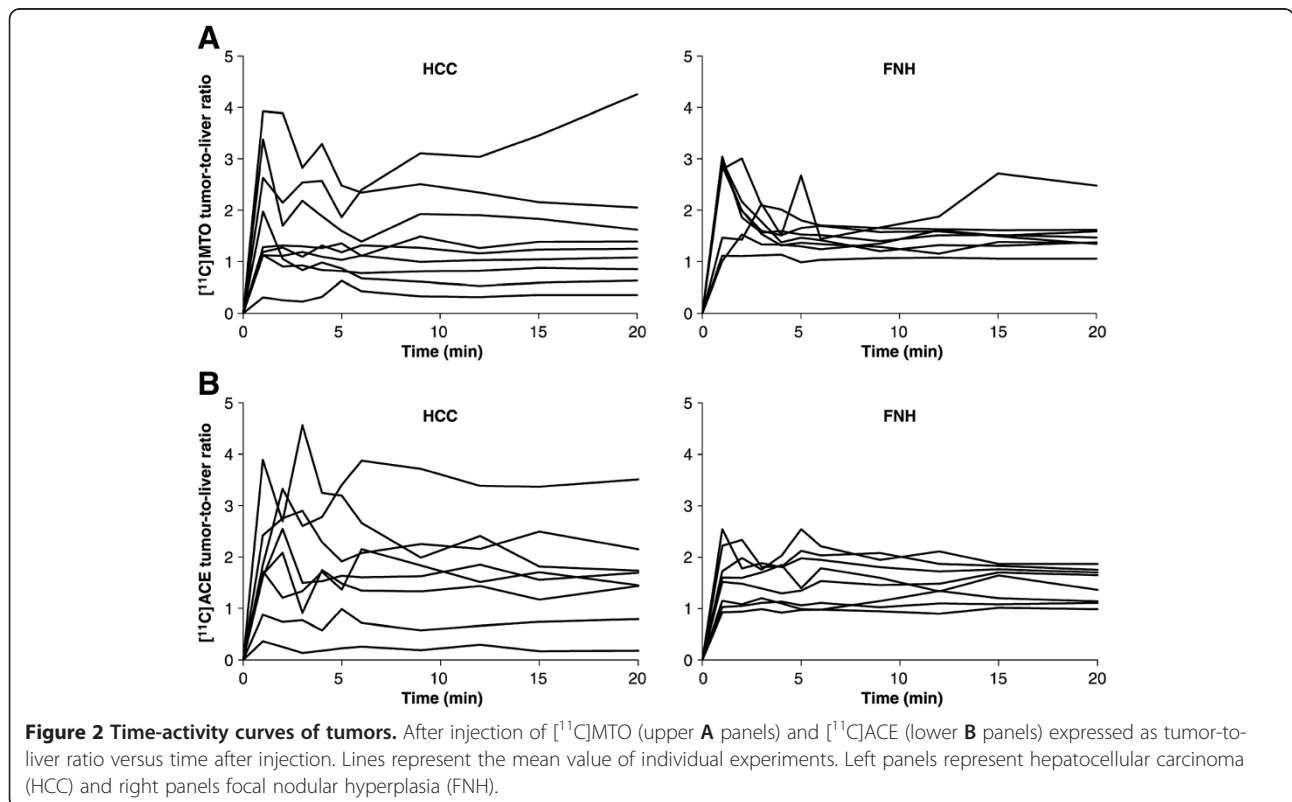 A
HCC
FNH
[¹¹C]MTO tumor-to-liver ratio
5
4
3
2
1
0
0 5 10 15 20
Time (min)
5
4
3
2
1
0
0 5 10 15 20
Time (min)
B
HCC
FNH
[¹¹C]ACE tumor-to-liver ratio
5
4
3
2
1
0
0 5 10 15 20
Time (min)
5
4
3
2
1
0
0 5 10 15 20
Time (min)
Figure 2 Time-activity curves of tumors. After injection of [¹¹C]MTO (upper A panels) and [¹¹C]ACE (lower B panels) expressed as tumor-to-
liver ratio versus time after injection. Lines represent the mean value of individual experiments. Left panels represent hepatocellular carcinoma
(HCC) and right panels focal nodular hyperplasia (FNH).